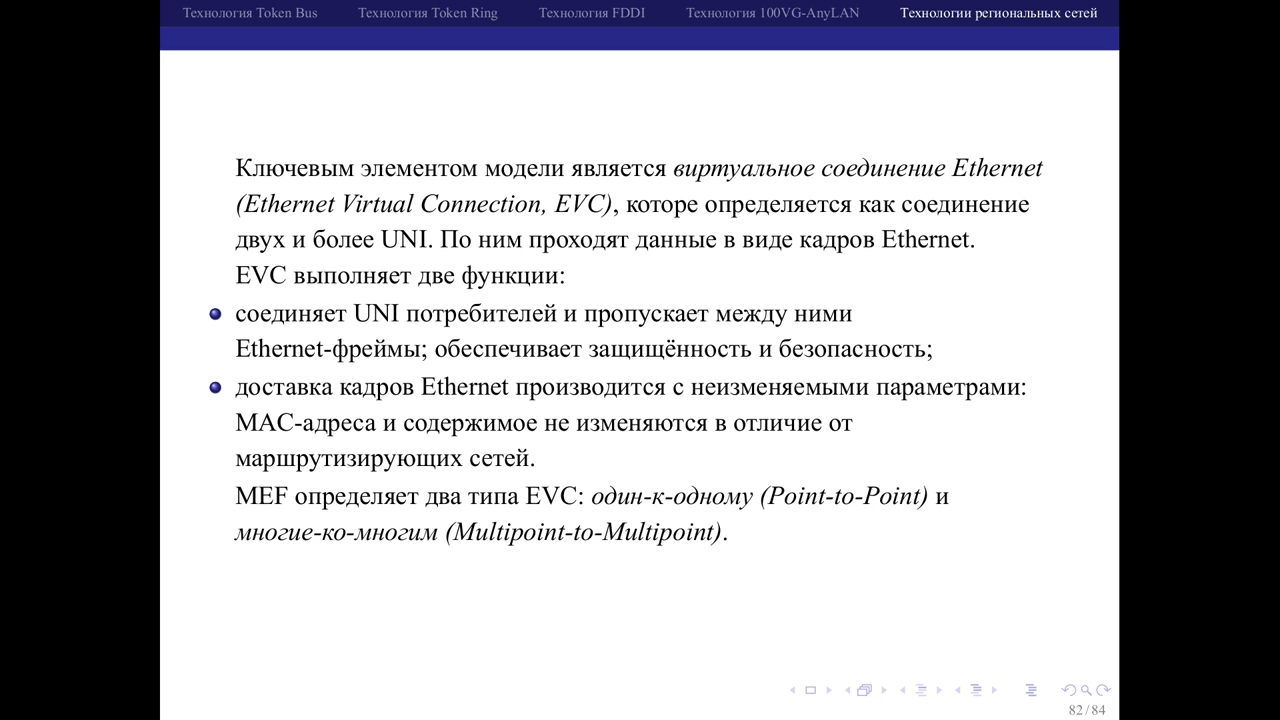 Технология Token Bus Технология Token Ring Технология FDDI Технология 100VG-AnyLAN Технологии региональных сетей
Ключевым элементом модели является виртуальное соединение Ethernet
(Ethernet Virtual Connection, EVC), которе определяется как соединение
двух и более UNI. По ним проходят данные в виде кадров Ethernet.
EVC выполняет две функции:
соединяет UNI потребителей и пропускает между ними
Ethernet-фреймы; обеспечивает защищённость и безопасность;
доставка кадров Ethernet производится с неизменяемыми параметрами:
MAC-адреса и содержимое не изменяются в отличие от
маршрутизирующих сетей.
MEF определяет два типа EVC: один-к-одному (Point-to-Point) и
многие-ко-многим (Multipoint-to-Multipoint).
82 / 84